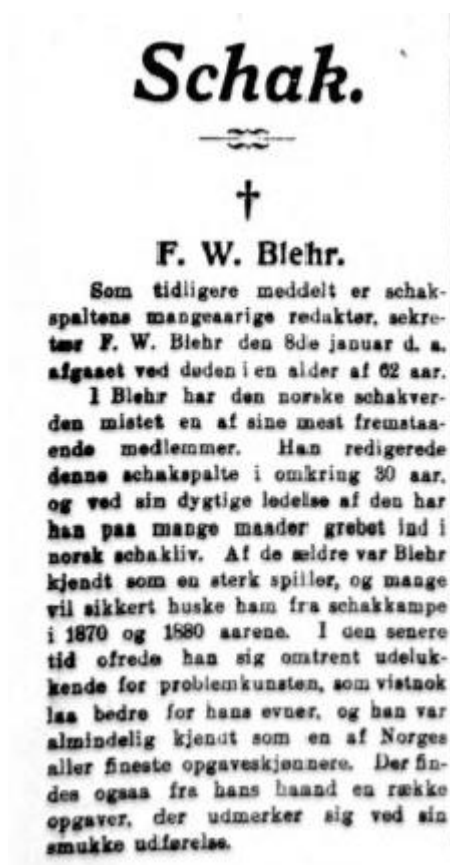 Schak.
†
F. W. Blehr.
Som tidligere meddelt er schak-
spaltens mangeaarige redaktør, sekre-
tær F. W. Blehr den 8de januar d. a.
afgaaet ved døden i en alder af 62 aar.
I Blehr har den norske schakver-
den mistet en af sine mest fremstaa-
ende medlemmer. Han redigerede
denne schakspalte i omkring 30 aar,
og ved sin dygtige ledelse af den har
han paa mange maader grebet ind i
norsk schakliv. Af de ældre var Blehr
kjendt som en sterk spiller, og mange
vil sikkert huske ham fra schakkampe
i 1870 og 1880 aarene. I den senere
tid ofrede han sig omtrent udeluk-
kende for problemkunsten, som vistnok
laa bedre for hans evner, og han var
almindelig kjendt som en af Norges
aller fineste opgaveskjønnere. Der fin-
des ogsaa fra hans haand en række
opgaver, der udmerker sig ved sin
smukke udførelse.